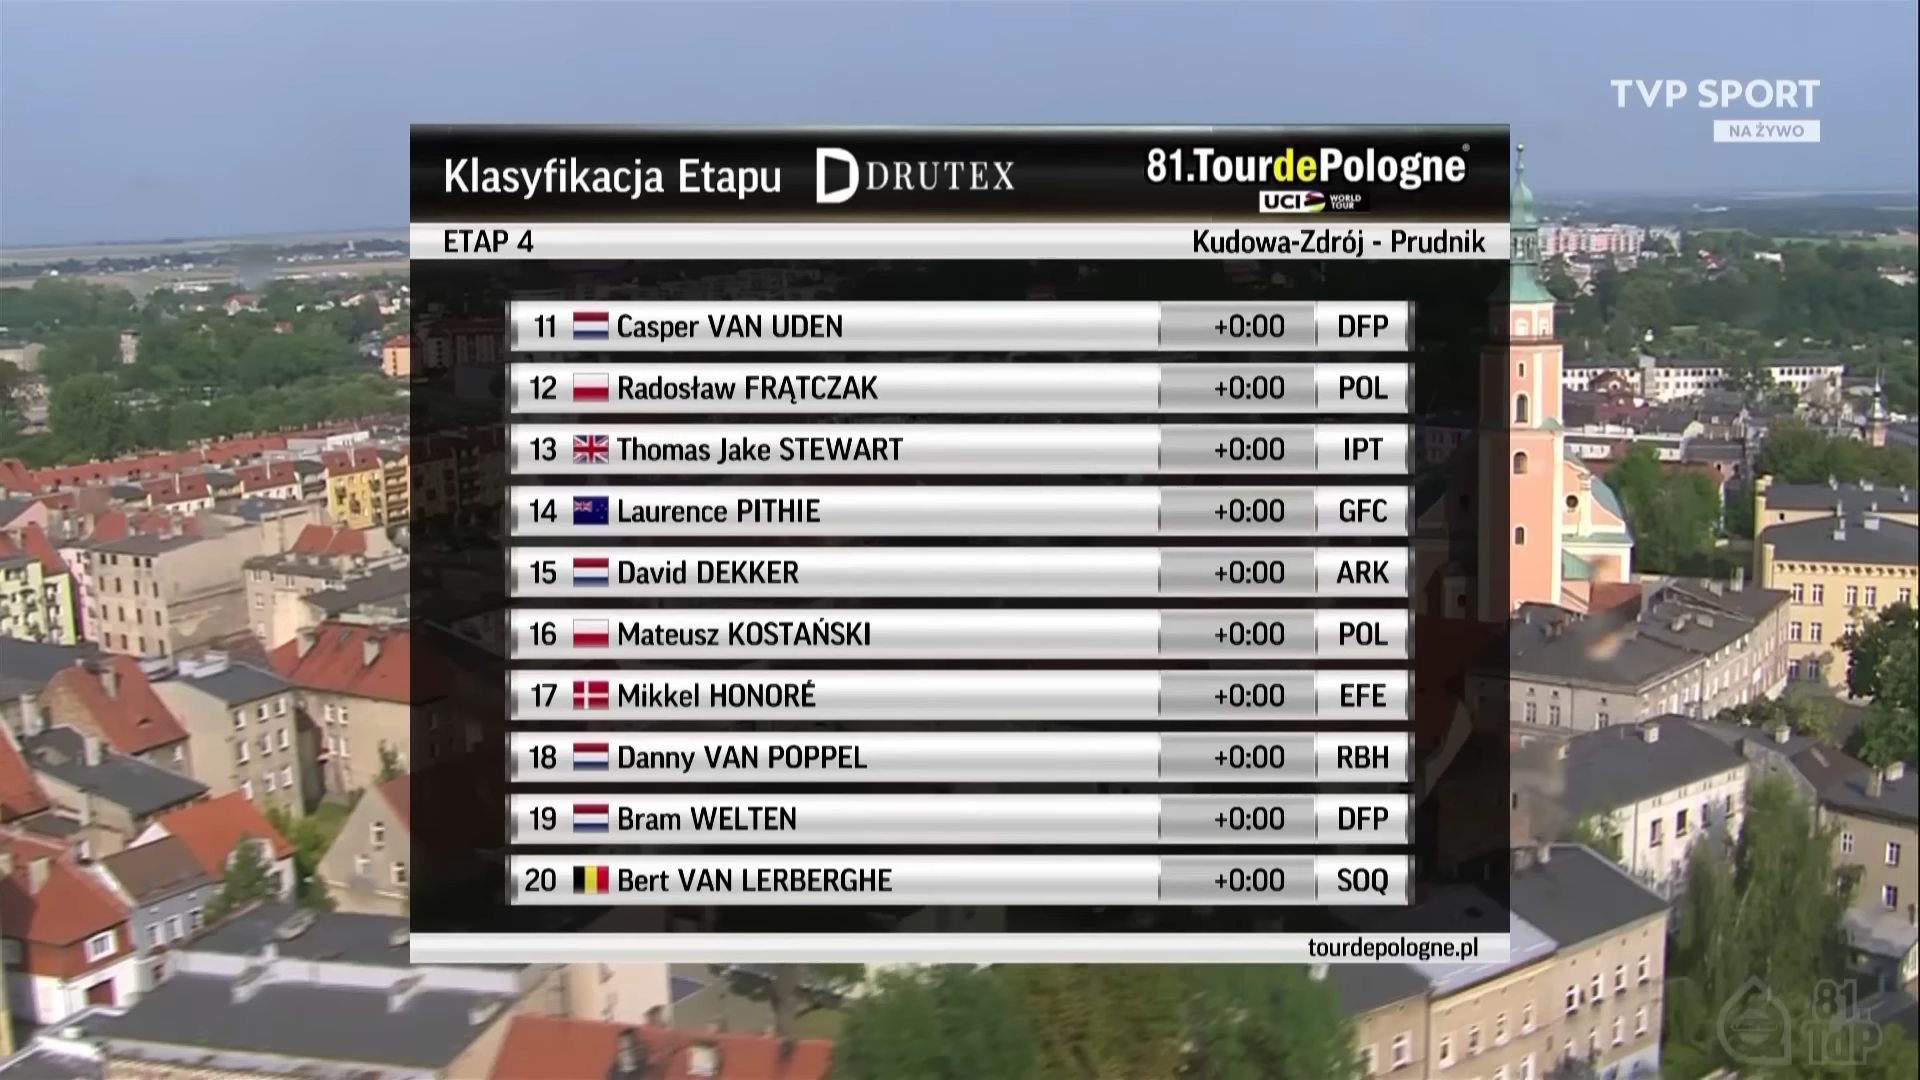 TVP SPORT
NA ŻYWO
Klasyfikacja Etapu DRUTEX 81.TourdePologne
UCI WORLD TOUR
ETAP 4 Kudowa-Zdrój - Prudnik
11 Casper VAN UDEN +0:00 DFP
12 Radosław FRĄTCZAK +0:00 POL
13 Thomas Jake STEWART +0:00 IPT
14 Laurence PITHIE +0:00 GFC
15 David DEKKER +0:00 ARK
16 Mateusz KOSTAŃSKI +0:00 POL
17 Mikkel HONORÉ +0:00 EFE
18 Danny VAN POPPEL +0:00 RBH
19 Bram WELTEN +0:00 DFP
20 Bert VAN LERBERGHE +0:00 SOQ
tourdepologne.pl
81.
TdP